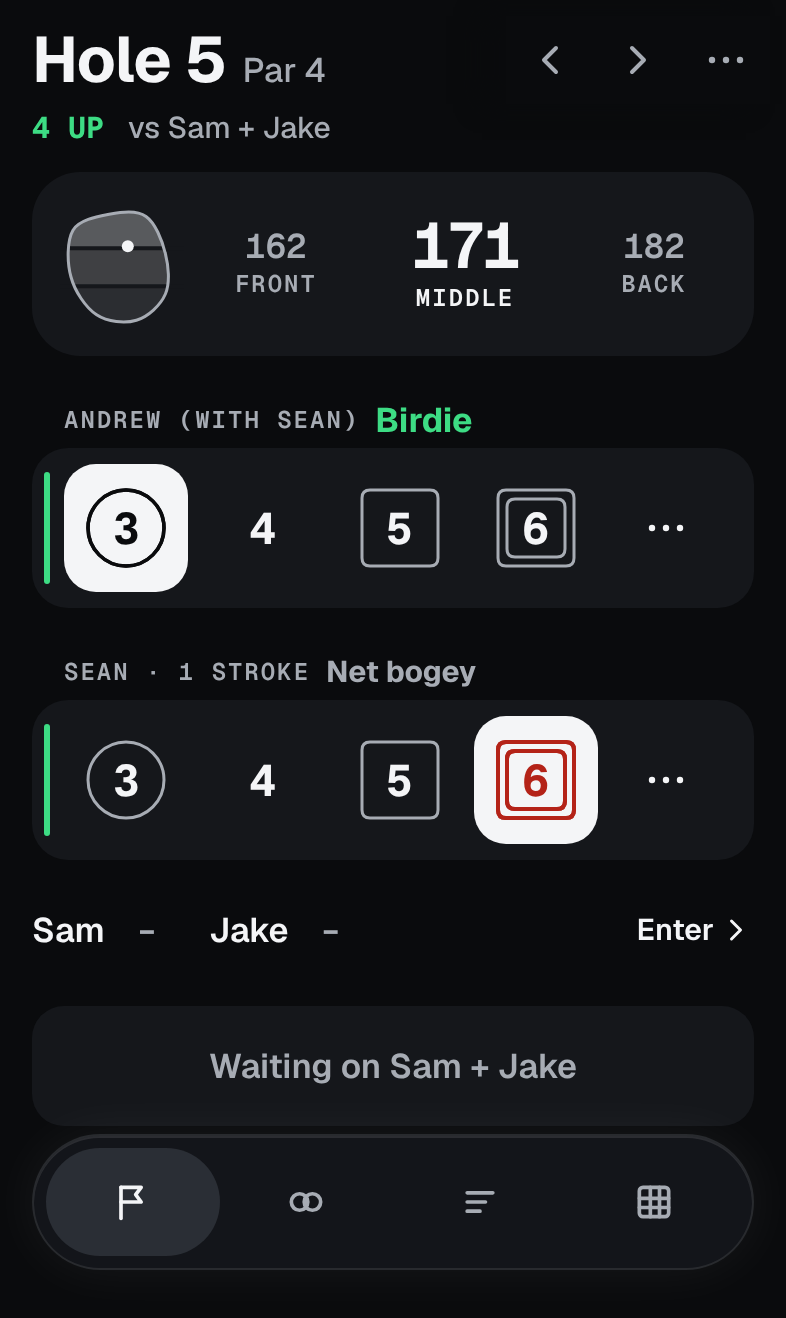 Hole 5 Par 4
4 UP vs Sam + Jake
162 171 182
FRONT MIDDLE BACK
ANDREW (WITH SEAN) Birdie
3 4 5 6 ...
SEAN · 1 STROKE Net bogey
3 4 5 6 ...
Sam – Jake – Enter >
Waiting on Sam + Jake